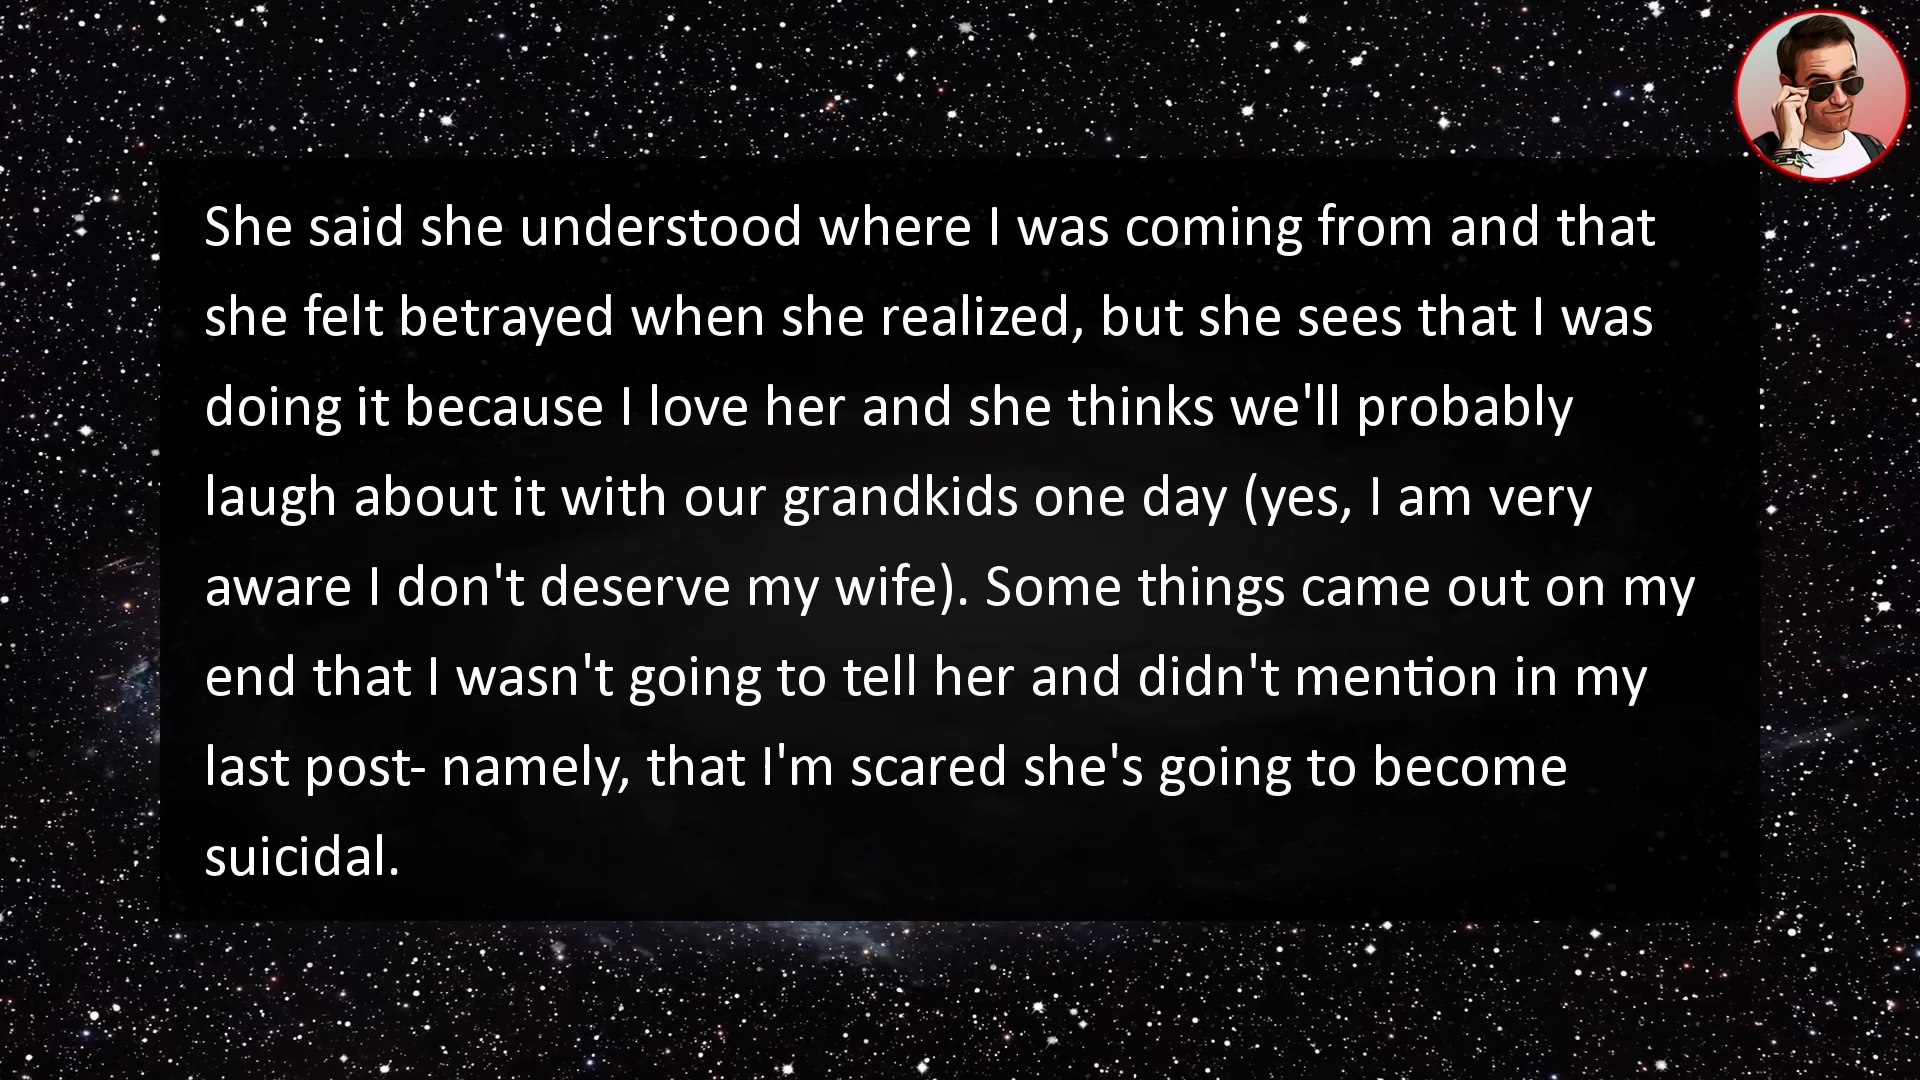 She said she understood where I was coming from and that
she felt betrayed when she realized, but she sees that I was
doing it because I love her and she thinks we'll probably
laugh about it with our grandkids one day (yes, I am very
aware I don't deserve my wife). Some things came out on my
end that I wasn't going to tell her and didn't mention in my
last post- namely, that I'm scared she's going to become
suicidal.